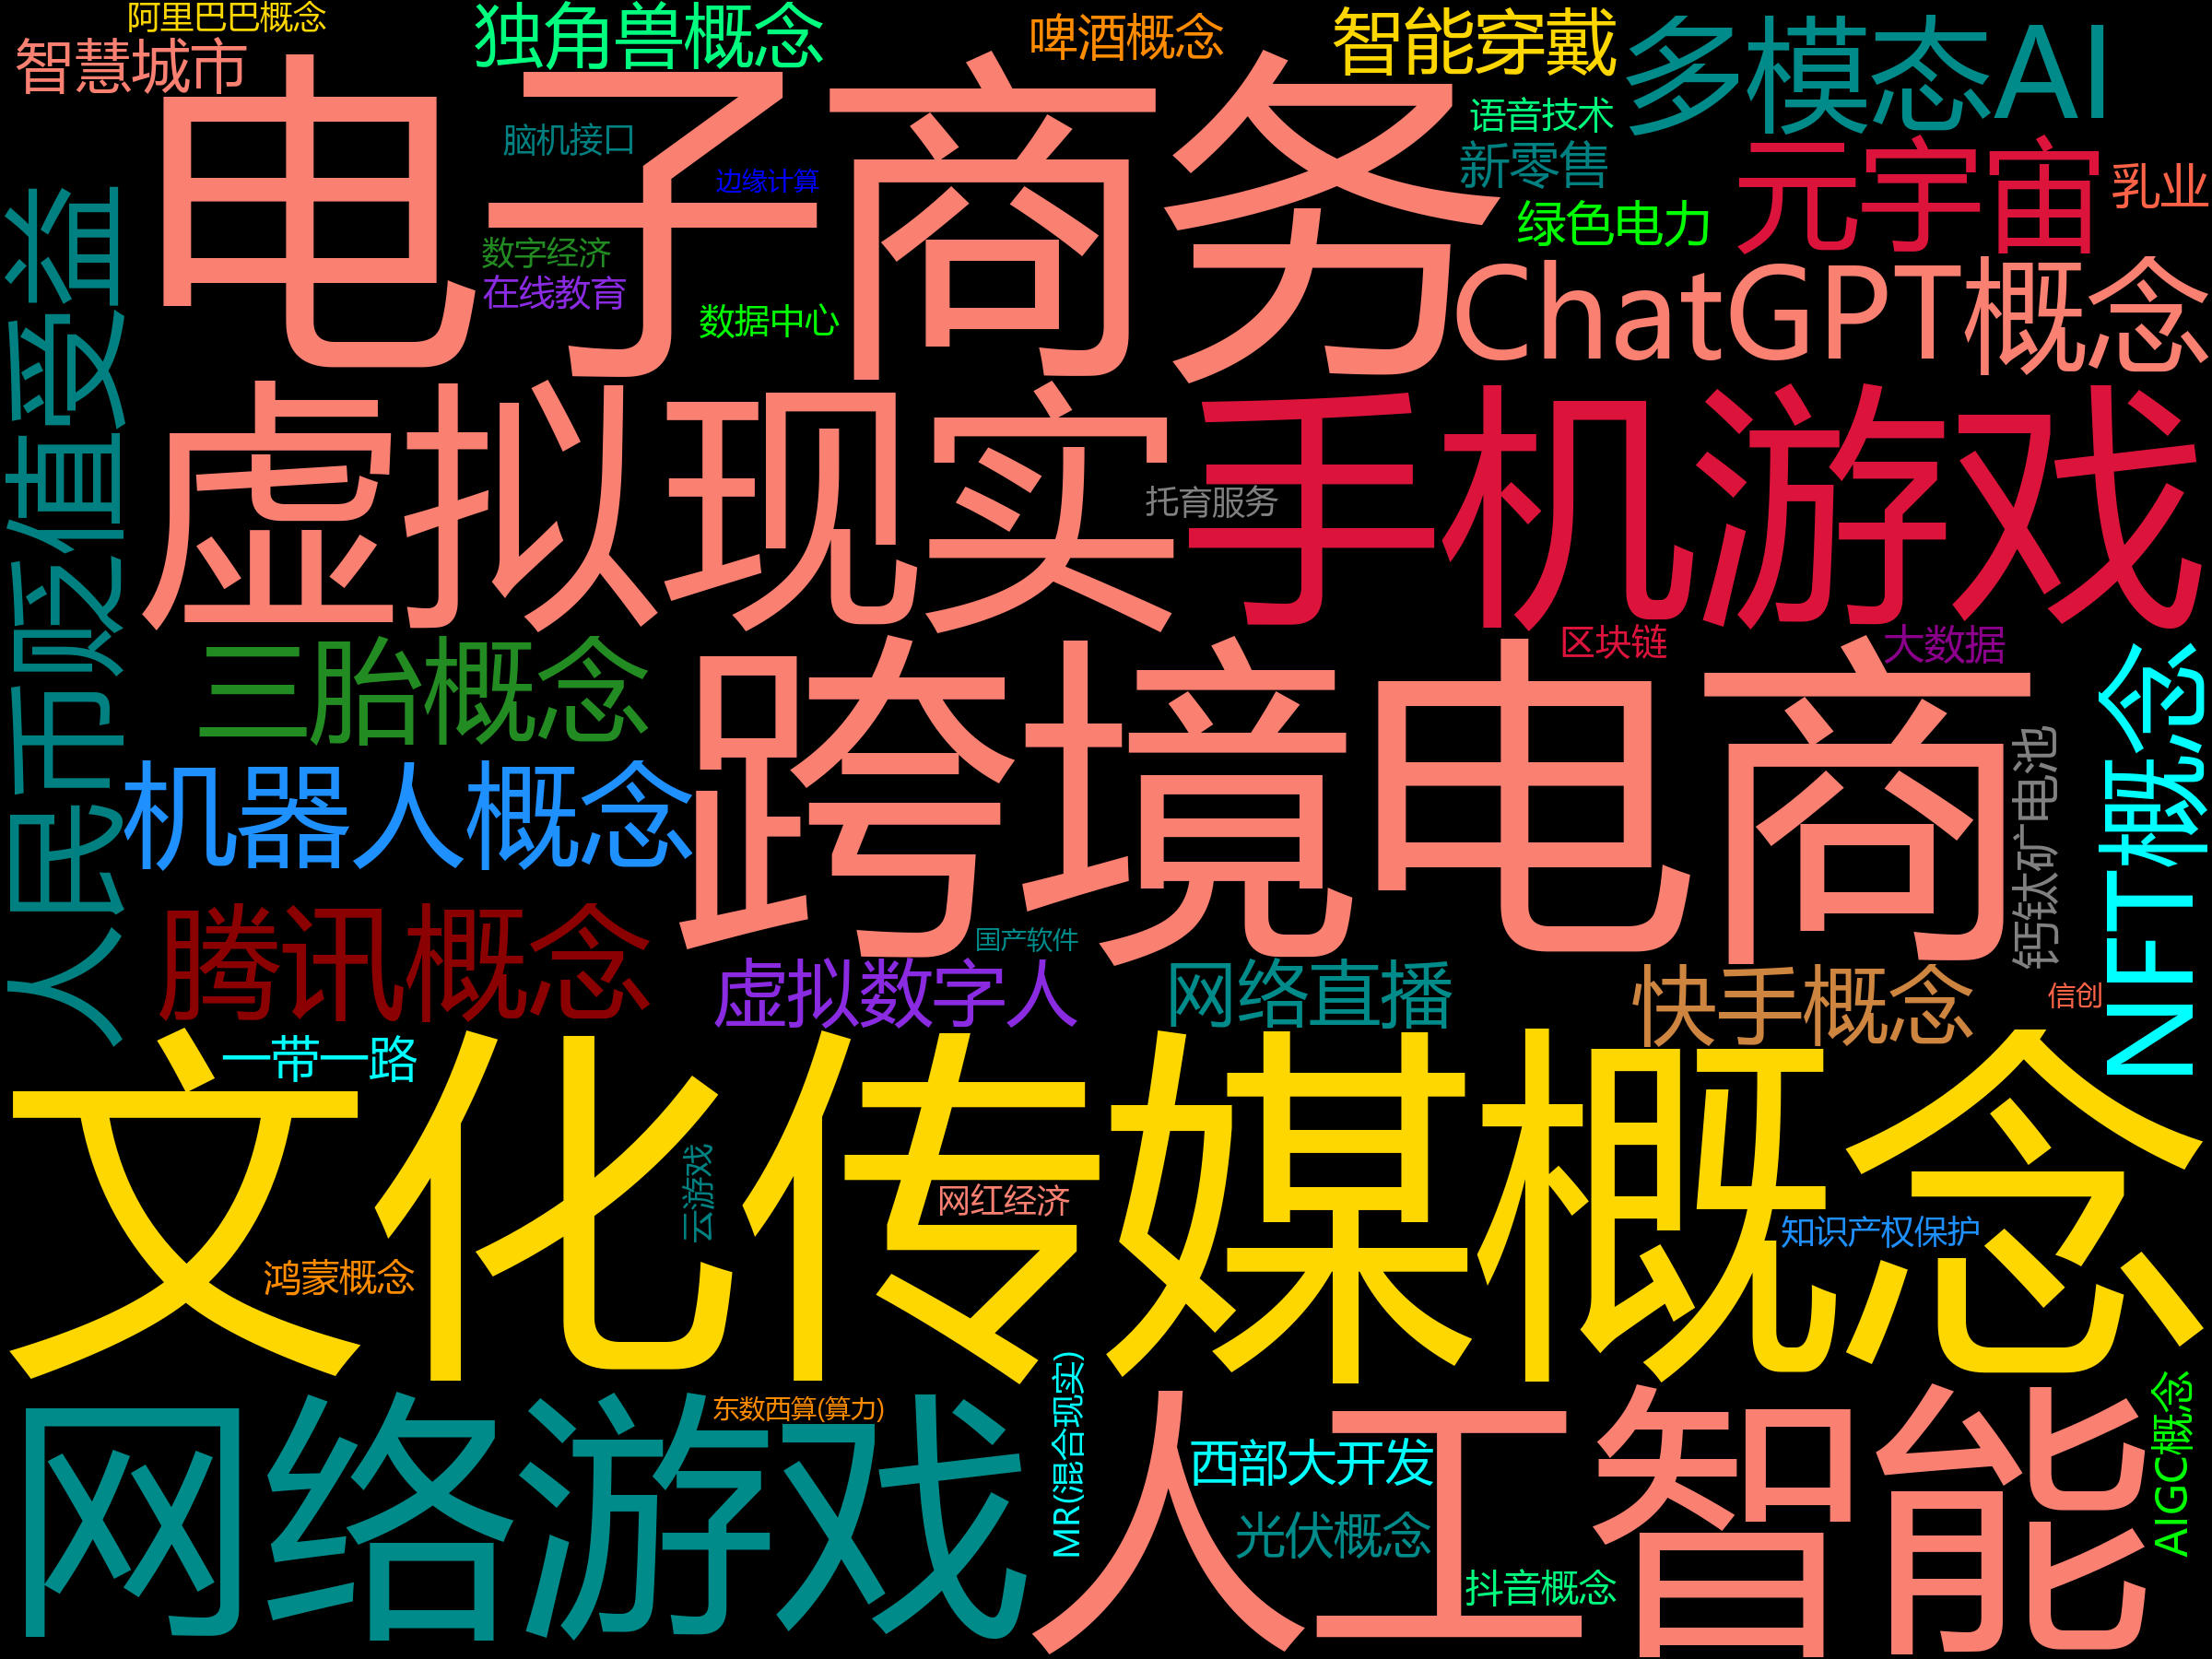 阿里巴巴概念
智慧城市
独角兽概念
啤酒概念
智能穿戴
多模态AI
电子商务
脑机接口
边缘计算
语音技术
新零售
元宇宙
乳业
绿色电力
数字经济
在线教育
数据中心
ChatGPT概念
人民币贬值受益
虚拟现实
手机游戏
托育服务
三胎概念
区块链
大数据
跨境电商
NFT概念
钙钛矿电池
机器人概念
腾讯概念
国产软件
虚拟数字人
网络直播
快手概念
信创
一带一路
文化传媒概念
云游戏
网红经济
知识产权保护
鸿蒙概念
MR(混合现实)
AIGC概念
网络游戏
东数西算(算力)
人工智能
西部大开发
光伏概念
抖音概念